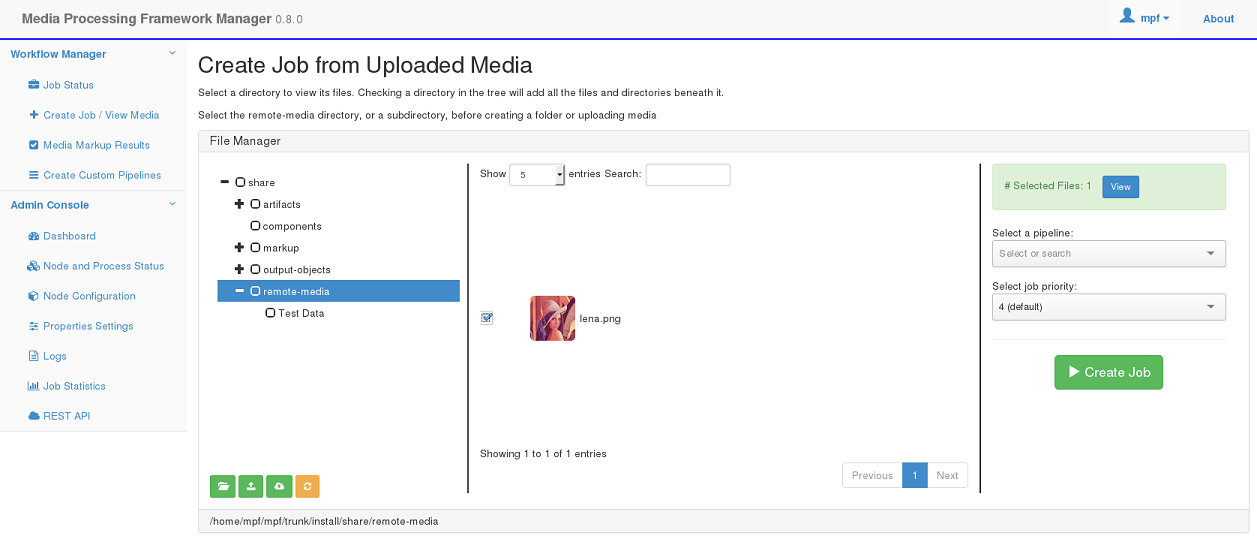 Media Processing Framework Manager 0.8.0
mpf
About
Workflow Manager
Job Status
Create Job / View Media
Media Markup Results
Create Custom Pipelines
Admin Console
Dashboard
Node and Process Status
Node Configuration
Properties Settings
Logs
Job Statistics
REST API
Create Job from Uploaded Media
Select a directory to view its files. Checking a directory in the tree will add all the files and directories beneath it.
Select the remote-media directory, or a subdirectory, before creating a folder or uploading media
File Manager
share
artifacts
components
markup
output-objects
remote-media
Test Data
Show 5 entries Search:
lena.png
Showing 1 to 1 of 1 entries
Previous 1 Next
# Selected Files: 1 View
Select a pipeline:
Select or search
Select job priority:
4 (default)
Create Job
/home/mpf/mpf/trunk/install/share/remote-media